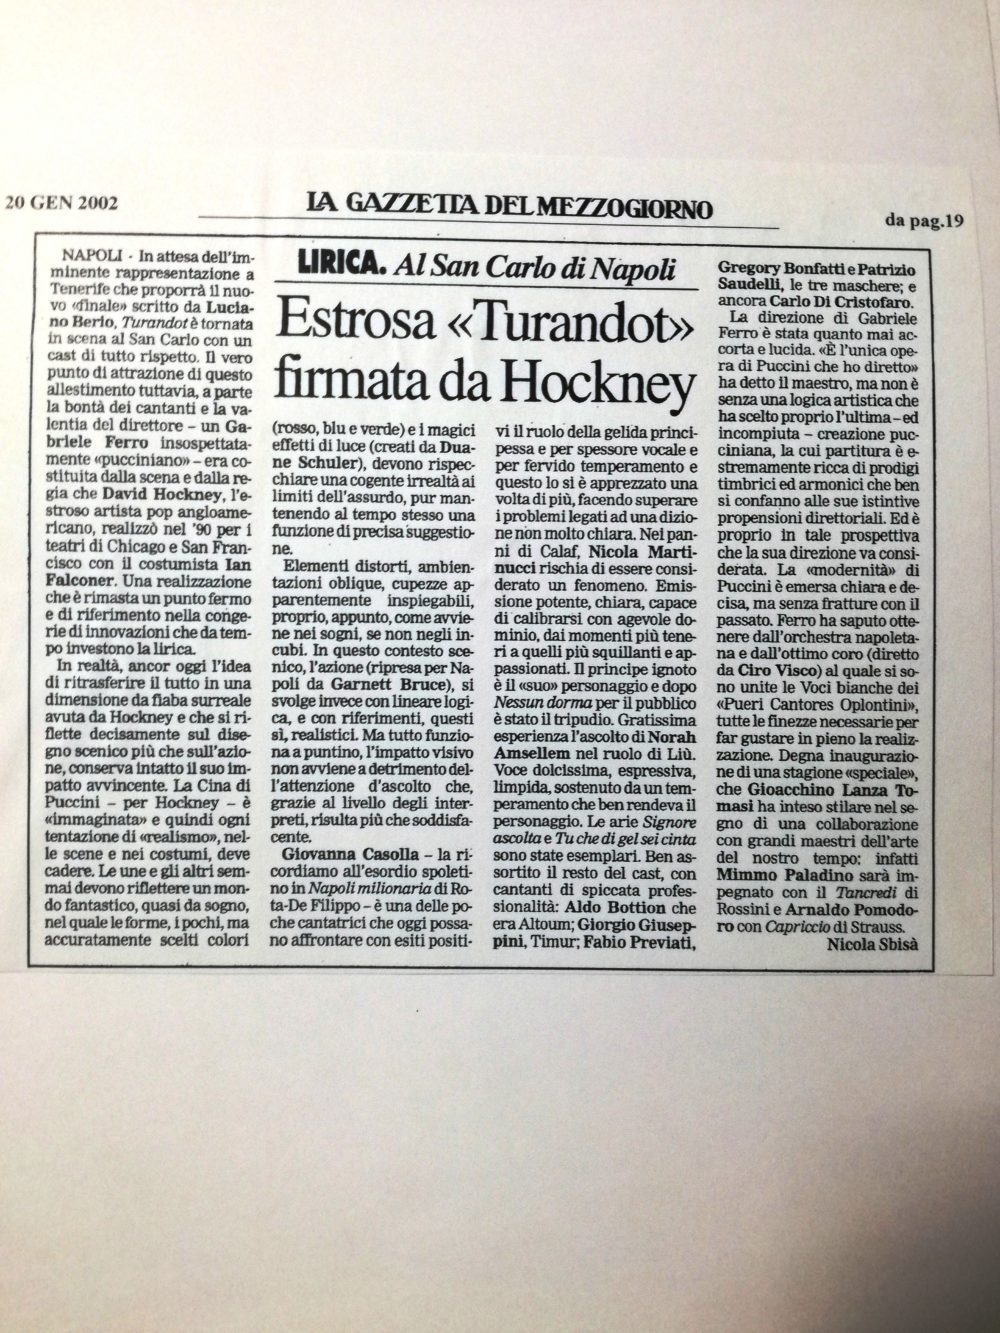 20 GEN 2002
LA GAZZETTA DEL MEZZOGIORNO
da pag.19
LIRICA. Al San Carlo di Napoli
Estrosa «Turandot»
firmata da Hockney
NAPOLI - In attesa dell'im-
minente rappresentazione a
Tenerife che proporrà il nuo-
vo «finale» scritto da Lucia-
no Berio, Turandot è tornata
in scena al San Carlo con un
cast di tutto rispetto. Il vero
punto di attrazione di questo
allestimento tuttavia, a parte
la bontà dei cantanti e la va-
lentia del direttore – un Ga-
briele Ferro insospettata-
mente «pucciniano» – era co-
stituita dalla scena e dalla re-
gia che David Hockney, l'e-
stroso artista pop angloame-
ricano, realizzò nel '90 per i
teatri di Chicago e San Fran-
cisco con il costumista Ian
Falconer. Una realizzazione
che è rimasta un punto fermo
e di riferimento nella conge-
rie di innovazioni che da tem-
po investono la lirica.
In realtà, ancor oggi l'idea
di ritrasferire il tutto in una
dimensione da fiaba surreale
avuta da Hockney e che si ri-
flette decisamente sul dise-
gno scenico più che sull'azio-
ne, conserva intatto il suo im-
patto avvincente. La Cina di
Puccini – per Hockney – è
«immaginata» e quindi ogni
tentazione di «realismo», nel-
le scene e nei costumi, deve
cadere. Le une e gli altri sem-
mai devono riflettere un mon-
do fantastico, quasi da sogno,
nel quale le forme, i pochi, ma
accuratamente scelti colori
(rosso, blu e verde) e i magici
effetti di luce (creati da Dua-
ne Schuler), devono rispec-
chiare una cogente irrealtà ai
limiti dell'assurdo, pur man-
tenendo al tempo stesso una
funzione di precisa suggestio-
ne.
Elementi distorti, ambien-
tazioni oblique, cupezze ap-
parentemente inspiegabili,
proprio, appunto, come avvie-
ne nei sogni, se non negli in-
cubi. In questo contesto sce-
nico, l'azione (ripresa per Na-
poli da Garnett Bruce), si
svolge invece con lineare logi-
ca, e con riferimenti, questi
sì, realistici. Ma tutto funzio-
na a puntino, l'impatto visivo
non avviene a detrimento del-
l'attenzione d'ascolto che,
grazie al livello degli inter-
preti, risulta più che soddisfa-
cente.
Giovanna Casolla – la ri-
cordiamo all'esordio spoleti-
no in Napoli milionaria di Ro-
ta-De Filippo – è una delle po-
che cantatrici che oggi possa-
no affrontare con esiti positi-
vi il ruolo della gelida princi-
pessa e per spessore vocale e
per fervido temperamento e
questo lo si è apprezzato una
volta di più, facendo superare
i problemi legati ad una dizio-
ne non molto chiara. Nei pan-
ni di Calaf, Nicola Marti-
nucci rischia di essere consi-
derato un fenomeno. Emis-
sione potente, chiara, capace
di calibrarsi con agevole do-
minio, dai momenti più tene-
ri a quelli più squillanti e ap-
passionati. Il principe ignoto
è il «suo» personaggio e dopo
Nessun dorma per il pubblico
è stato il tripudio. Gratissima
esperienza l'ascolto di Norah
Amsellem nel ruolo di Liù.
Voce dolcissima, espressiva,
limpida, sostenuto da un tem-
peramento che ben rendeva il
personaggio. Le arie Signore
ascolta e Tu che di gel sei cinta
sono state esemplari. Ben as-
sortito il resto del cast, con
cantanti di spiccata profes-
sionalità: Aldo Bottion che
era Altoum; Giorgio Giusep-
pini, Timur; Fabio Previati,
Gregory Bonfatti e Patrizio
Saudelli, le tre maschere; e
ancora Carlo Di Cristofaro.
La direzione di Gabriele
Ferro è stata quanto mai ac-
corta e lucida. «È l'unica ope-
ra di Puccini che ho diretto»
ha detto il maestro, ma non è
senza una logica artistica che
ha scelto proprio l'ultima – ed
incompiuta – creazione puc-
ciniana, la cui partitura è e-
stremamente ricca di prodigi
timbrici ed armonici che ben
si confanno alle sue istintive
propensioni direttoriali. Ed è
proprio in tale prospettiva
che la sua direzione va consi-
derata. La «modernità» di
Puccini è emersa chiara e de-
cisa, ma senza fratture con il
passato. Ferro ha saputo otte-
nere dall'orchestra napoleta-
na e dall'ottimo coro (diretto
da Ciro Visco) al quale si so-
no unite le Voci bianche dei
«Pueri Cantores Oplontini»,
tutte le finezze necessarie per
far gustare in pieno la realiz-
zazione. Degna inaugurazio-
ne di una stagione «speciale»,
che Gioacchino Lanza To-
masi ha inteso stilare nel se-
gno di una collaborazione
con grandi maestri dell'arte
del nostro tempo: infatti
Mimmo Paladino sarà im-
pegnato con il Tancredi di
Rossini e Arnaldo Pomodo-
ro con Capriccio di Strauss.
Nicola Sbisà